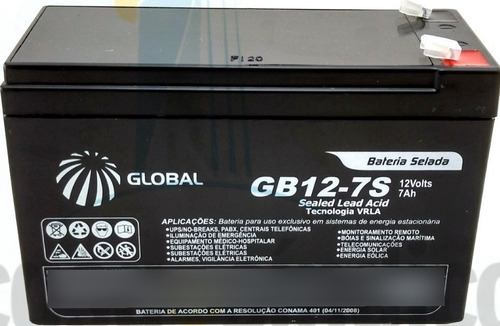 F120
Bateria Selada
GLOBAL
GB12-7S 12Volts 7Ah
Sealed Lead Acid
Tecnologia VRLA
APLICAÇÕES: Bateria para uso exclusivo em sistemas de energia estacionária
•UPS/NO-BREAKS, PABX, CENTRAIS TELEFÔNICAS
•ILUMINAÇÃO DE EMERGÊNCIA
•EQUIPAMENTO MÉDICO-HOSPITALAR
•SUBSTAÇÕES ELÉTRICAS
•SUBSTAÇÕES ELÉTRICAS
•ALARMES, VIGILÂNCIA ELETRÔNICA
•MONITORAMENTO REMOTO
•BÓIAS E SINALIZAÇÃO MARÍTIMA
•TELECOMUNICAÇÕES
•ENERGIA SOLAR
•ENERGIA EÓLICA
BATERIA DE ACORDO COM A RESOLUÇÃO CONAMA 401 (04/11/2008)